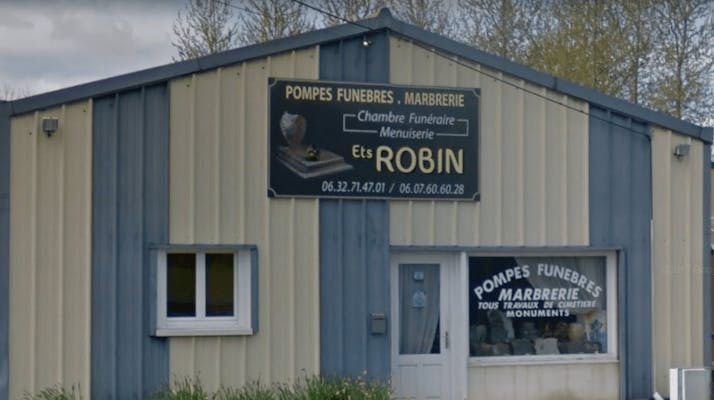 POMPES FUNEBRES . MARBRERIE
Chambre Funéraire
Menuiserie
Ets ROBIN
06.32.71.47.01 / 06.07.60.60.28
POMPES FUNEBRES
MARBRERIE
TOUS TRAVAUX DE CIMETIERE
MONUMENTS